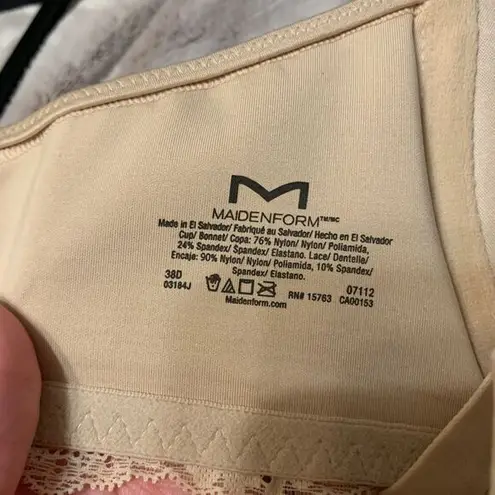 M
MAIDENFORM™/MC
Made in El Salvador/ Fabriqué au Salvador/ Hecho en El Salvador
Cup/ Bonnet/ Copa: 76% Nylon/ Nylon/ Poliamida,
24% Spandex/ Spandex/ Elastano. Lace/ Dentelle/
Encaje: 90% Nylon/ Nylon/ Poliamida, 10% Spandex/
Spandex/ Elastano.
38D 07112
03184J RN# 15763 CA00153
Maidenform.com